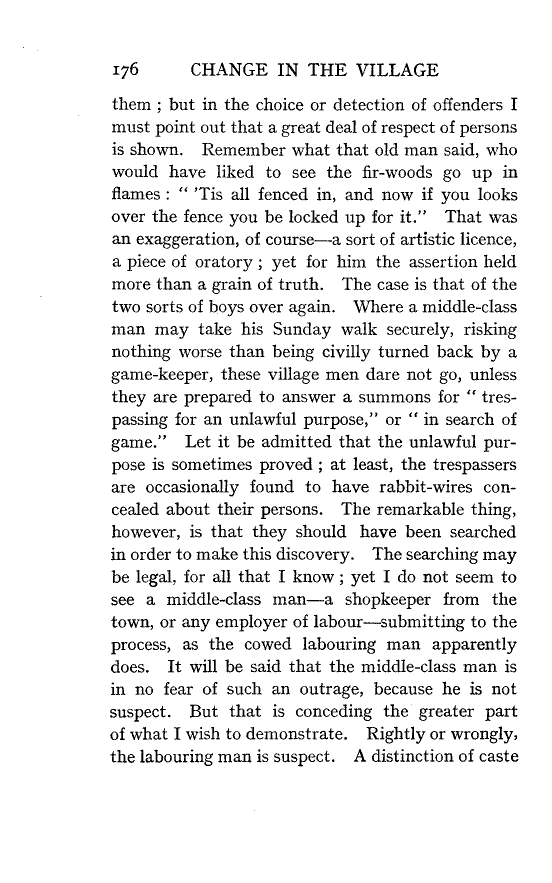 176 CHANGE IN THE VILLAGE
them ; but in the choice or detection of offenders I
must point out that a great deal of respect of persons
is shown. Remember what that old man said, who
would have liked to see the fir-woods go up in
flames : “ 'Tis all fenced in, and now if you looks
over the fence you be locked up for it.” That was
an exaggeration, of course—a sort of artistic licence,
a piece of oratory ; yet for him the assertion held
more than a grain of truth. The case is that of the
two sorts of boys over again. Where a middle-class
man may take his Sunday walk securely, risking
nothing worse than being civilly turned back by a
game-keeper, these village men dare not go, unless
they are prepared to answer a summons for “ tres-
passing for an unlawful purpose,” or “ in search of
game.” Let it be admitted that the unlawful pur-
pose is sometimes proved ; at least, the trespassers
are occasionally found to have rabbit-wires con-
cealed about their persons. The remarkable thing,
however, is that they should have been searched
in order to make this discovery. The searching may
be legal, for all that I know ; yet I do not seem to
see a middle-class man—a shopkeeper from the
town, or any employer of labour—submitting to the
process, as the cowed labouring man apparently
does. It will be said that the middle-class man is
in no fear of such an outrage, because he is not
suspect. But that is conceding the greater part
of what I wish to demonstrate. Rightly or wrongly,
the labouring man is suspect. A distinction of caste